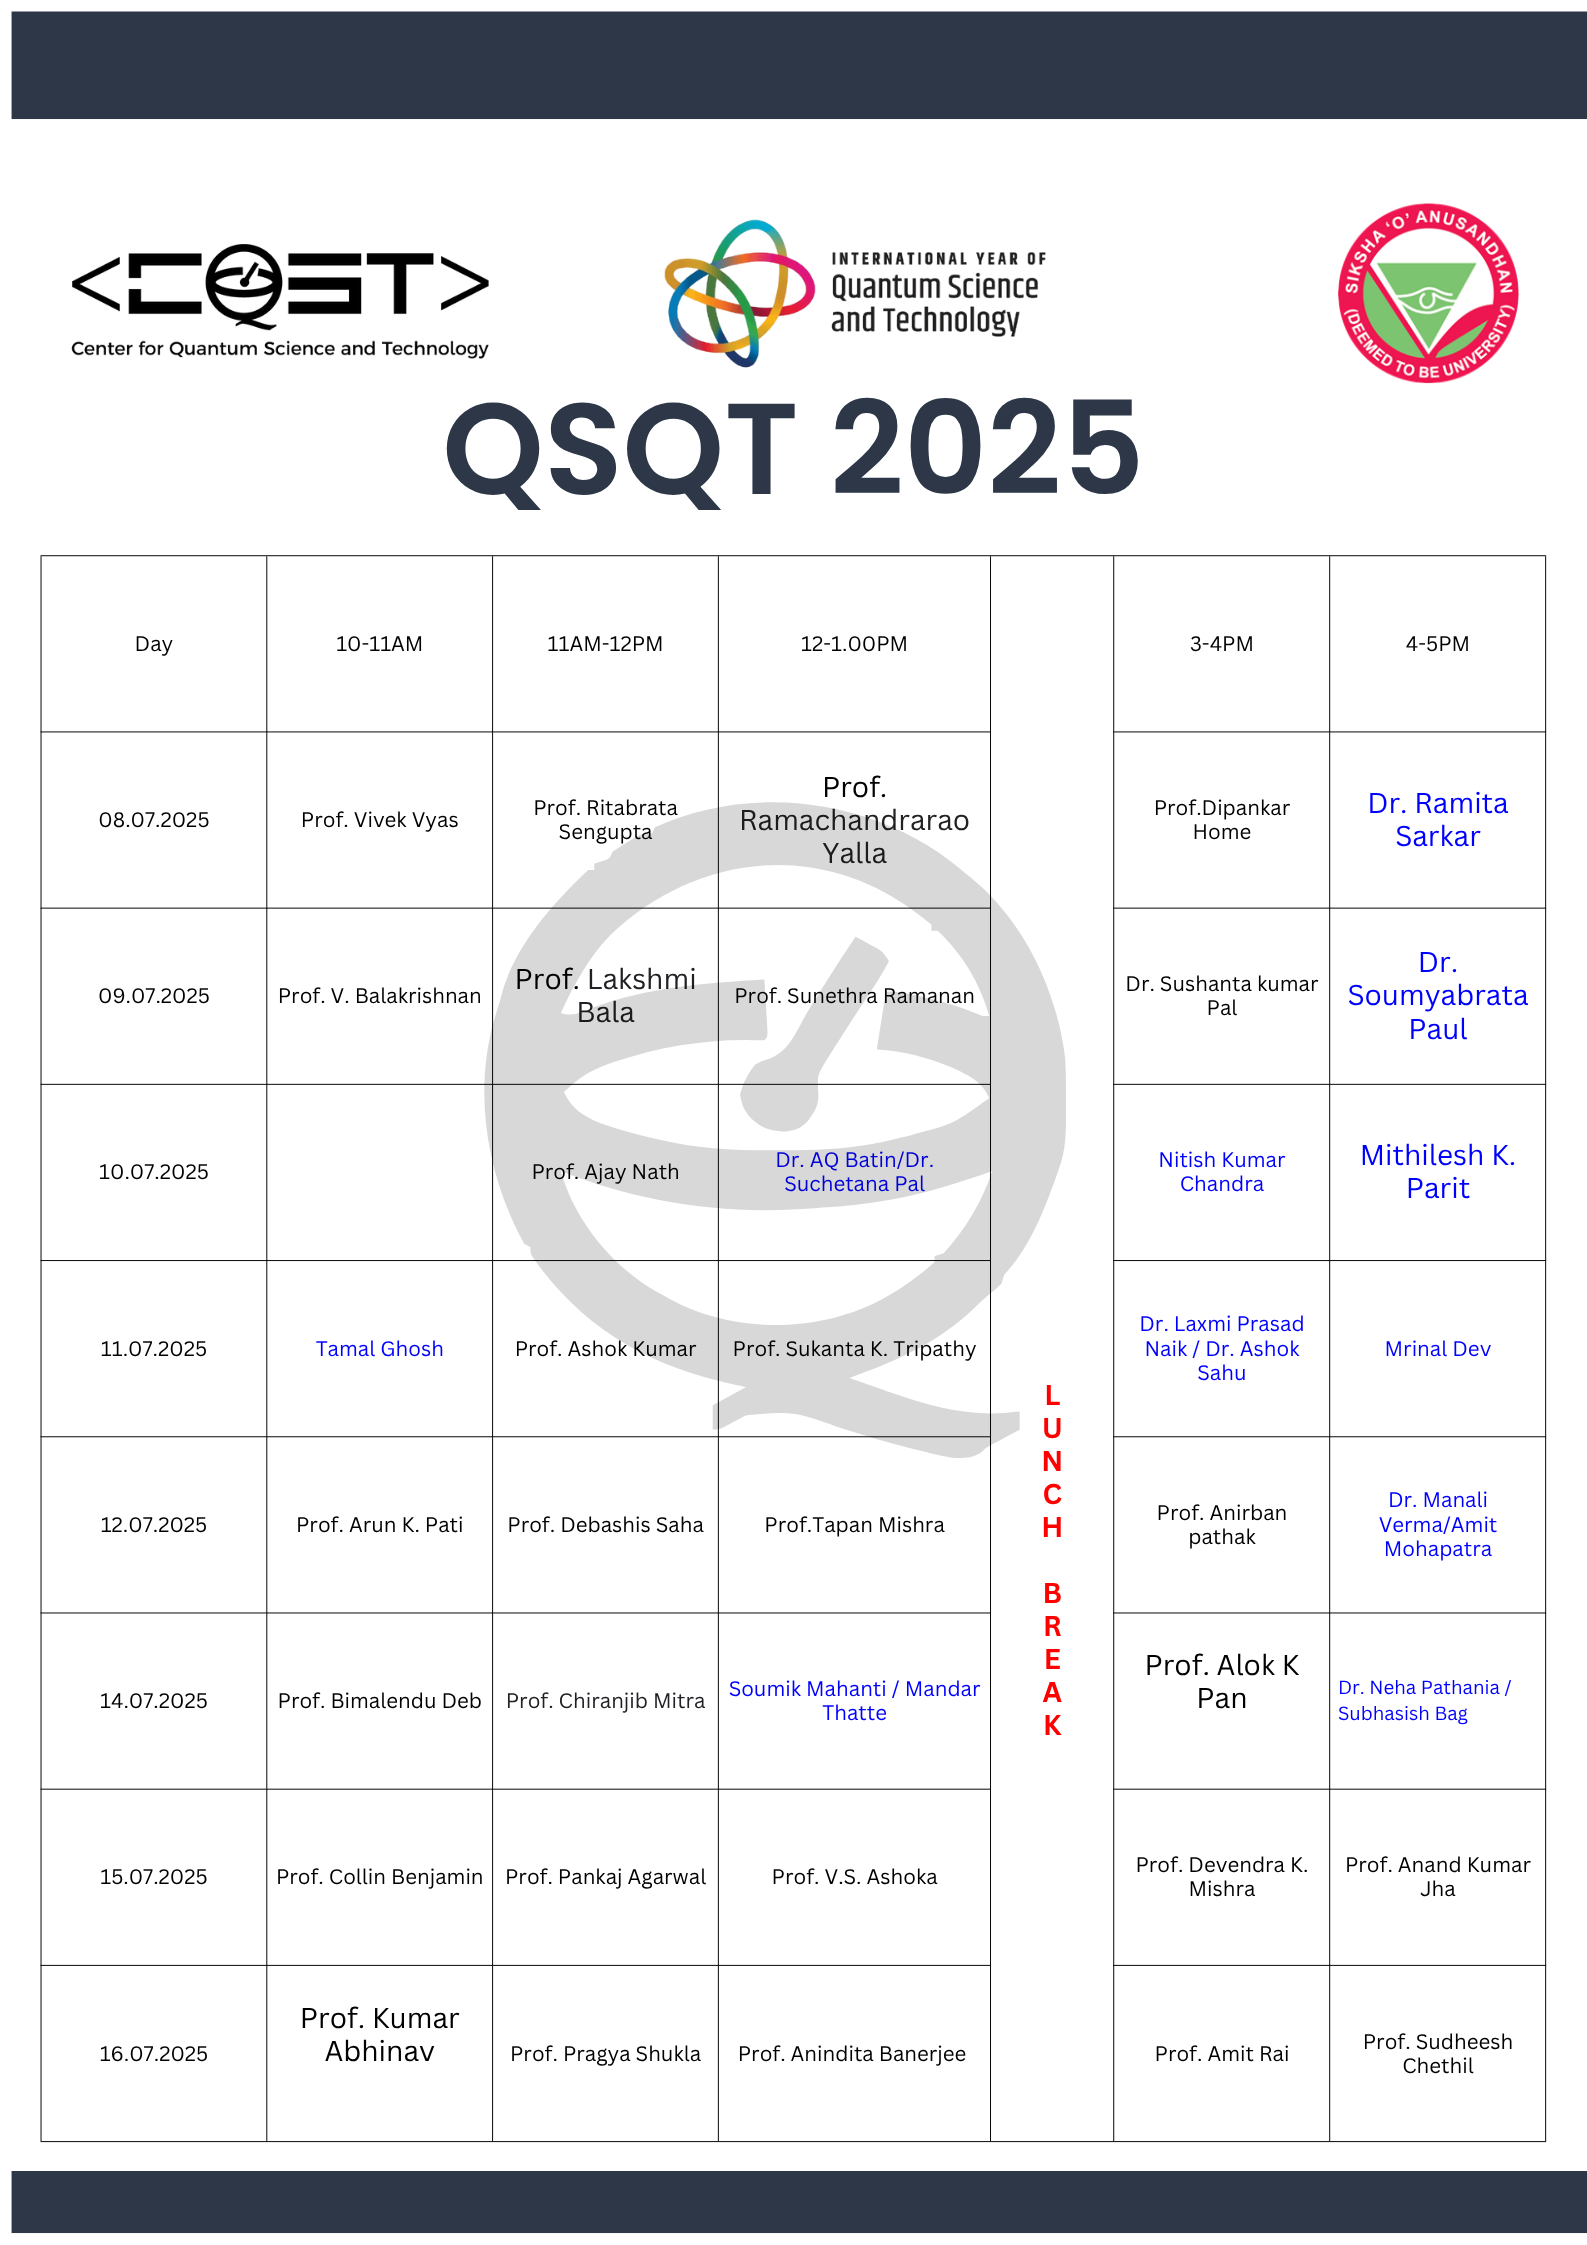 <CQST>
Center for Quantum Science and Technology
INTERNATIONAL YEAR OF
Quantum Science
and Technology
SIKSHA 'O' ANUSANDHAN
(DEEMED TO BE UNIVERSITY)
QSQT 2025
Day
10-11AM
11AM-12PM
12-1.00PM
3-4PM
4-5PM
08.07.2025
Prof. Vivek Vyas
Prof. Ritabrata
Sengupta
Prof.
Ramachandrarao
Yalla
Prof.Dipankar
Home
Dr. Ramita
Sarkar
09.07.2025
Prof. V. Balakrishnan
Prof. Lakshmi
Bala
Prof. Sunethra Ramanan
Dr. Sushanta kumar
Pal
Dr.
Soumyabrata
Paul
10.07.2025
Prof. Ajay Nath
Dr. AQ Batin/Dr.
Suchetana Pal
Nitish Kumar
Chandra
Mithilesh K.
Parit
11.07.2025
Tamal Ghosh
Prof. Ashok Kumar
Prof. Sukanta K. Tripathy
Dr. Laxmi Prasad
Naik / Dr. Ashok
Sahu
Mrinal Dev
L
U
N
C
H
B
R
E
A
K
12.07.2025
Prof. Arun K. Pati
Prof. Debashis Saha
Prof.Tapan Mishra
Prof. Anirban
pathak
Dr. Manali
Verma/Amit
Mohapatra
14.07.2025
Prof. Bimalendu Deb
Prof. Chiranjib Mitra
Soumik Mahanti / Mandar
Thatte
Prof. Alok K
Pan
Dr. Neha Pathania /
Subhasish Bag
15.07.2025
Prof. Collin Benjamin
Prof. Pankaj Agarwal
Prof. V.S. Ashoka
Prof. Devendra K.
Mishra
Prof. Anand Kumar
Jha
16.07.2025
Prof. Kumar
Abhinav
Prof. Pragya Shukla
Prof. Anindita Banerjee
Prof. Amit Rai
Prof. Sudheesh
Chethil